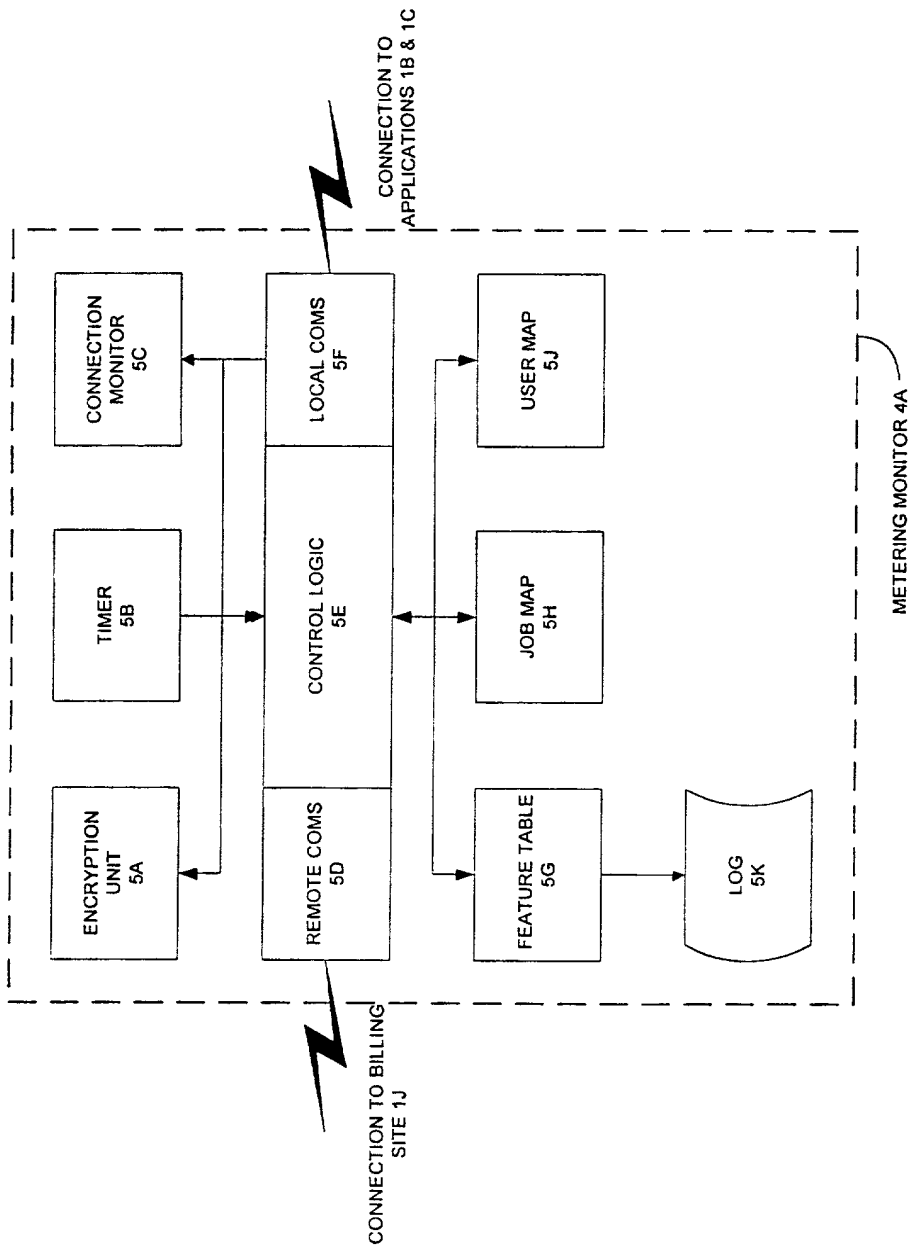 ENCRYPTION
UNIT
5A
TIMER
5B
CONNECTION
MONITOR
5C
REMOTE COMS
5D
CONTROL LOGIC
5E
LOCAL COMS
5F
CONNECTION TO BILLING
SITE 1J
CONNECTION TO
APPLICATIONS 1B & 1C
FEATURE TABLE
5G
JOB MAP
5H
USER MAP
5J
LOG
5K
METERING MONITOR 4A